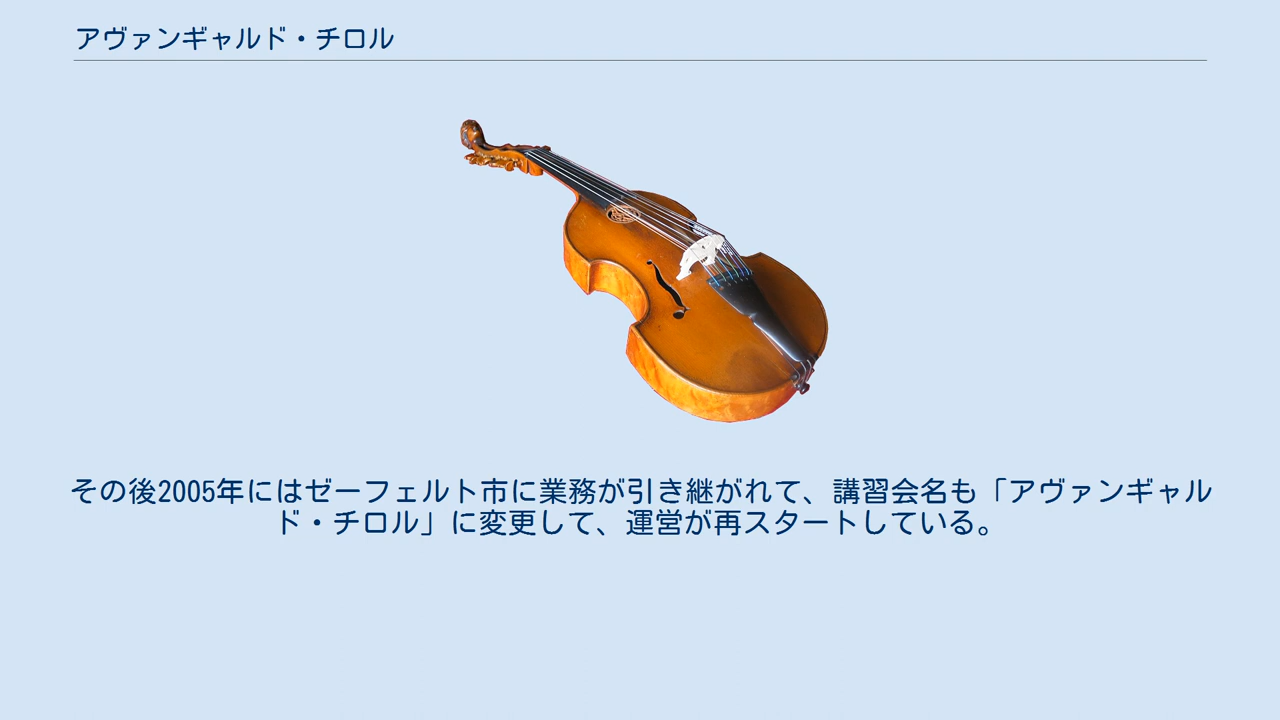 アヴァンギャルド・チロル
その後2005年にはゼーフェルト市に業務が引き継がれて、講習会名も「アヴァンギャル
ド・チロル」に変更して、運営が再スタートしている。